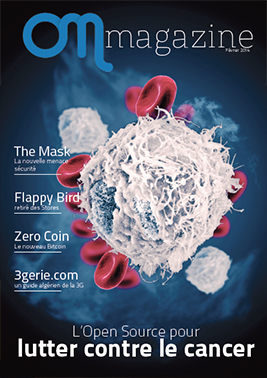 OM magazine
Février 2014
The Mask
La nouvelle menace
sécurité
Flappy Bird
retiré des Stores
Zero Coin
Le nouveau Bitcoin
3gerie.com
un guide algérien de la 3G
L'Open Source pour
lutter contre le cancer